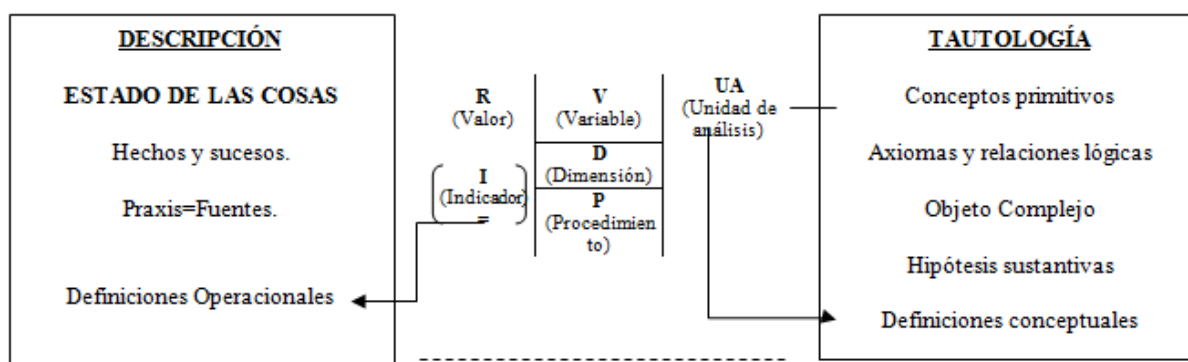 DESCRIPCIÓN
ESTADO DE LAS COSAS
Hechos y sucesos.
Praxis=Fuentes.
Definiciones Operacionales
R
(Valor)
I
(Indicador)
=
V
(Variable)
D
(Dimensión)
P
(Procedimien
to)
UA
(Unidad de
análisis)
TAUTOLOGÍA
Conceptos primitivos
Axiomas y relaciones lógicas
Objeto Complejo
Hipótesis sustantivas
Definiciones conceptuales